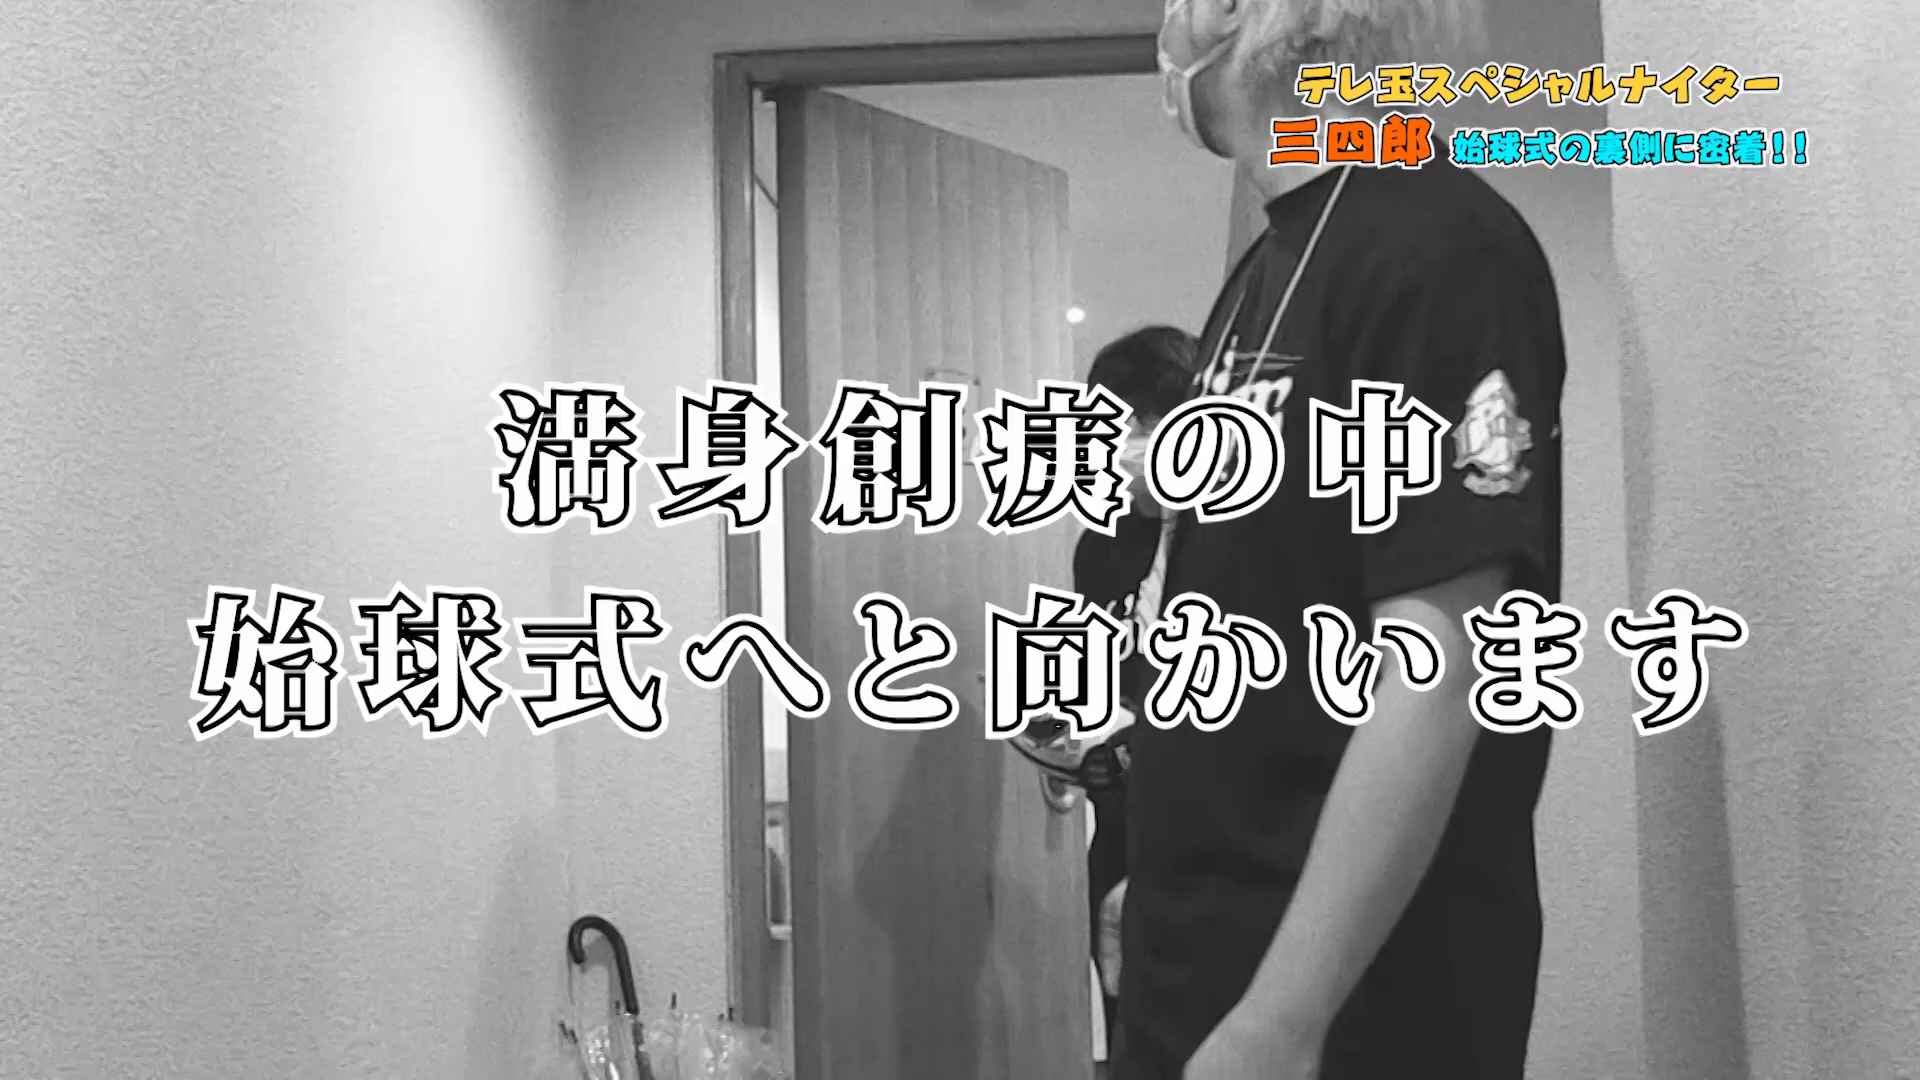 テレ玉スペシャルナイター
三四郎 始球式の裏側に密着!!
満身創痍の中
始球式へと向かいます